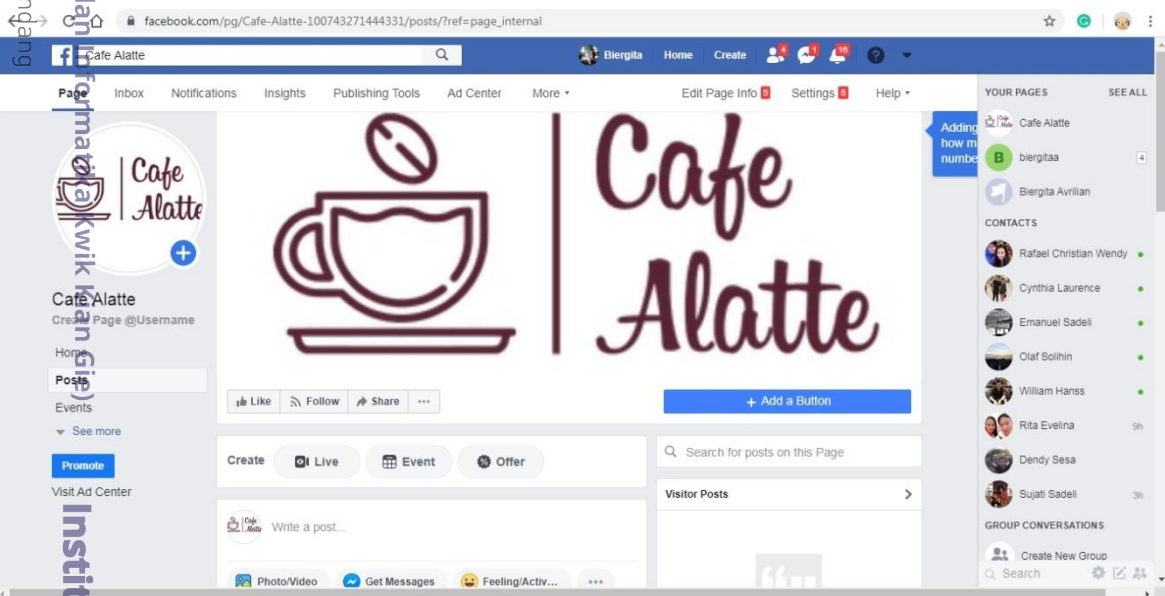 facebook.com/pg/Cafe-Alatte-100743271444331/posts/?ref=page_internal
Cafe Alatte
Biergita Home Create 4 1 16
Page Inbox Notifications Insights Publishing Tools Ad Center More Edit Page Info 5 Settings 5 Help
Cafe
Alatte
Cafe Alatte
Create Page @Username
Home
Posts
Events
See more
Promote
Visit Ad Center
Cafe
Alatte
Like Follow Share ...
+ Add a Button
Create Live Event Offer
Write a post...
Photo/Video Get Messages Feeling/Activ... ...
Search for posts on this Page
Visitor Posts
Adding
how m
numbe
YOUR PAGES SEE ALL
Cafe Alatte
B biergitaa 4
Biergita Avrilian
CONTACTS
Rafael Christian Wendy
Cynthia Laurence
Emanuel Sadeli
Olaf Solihin
William Hanss
Rita Evelina 9h
Dendy Sesa
Sujati Sadeli 3h
GROUP CONVERSATIONS
Create New Group
Search
ndang
an Informatika Kwik Kian Gie)
Instit